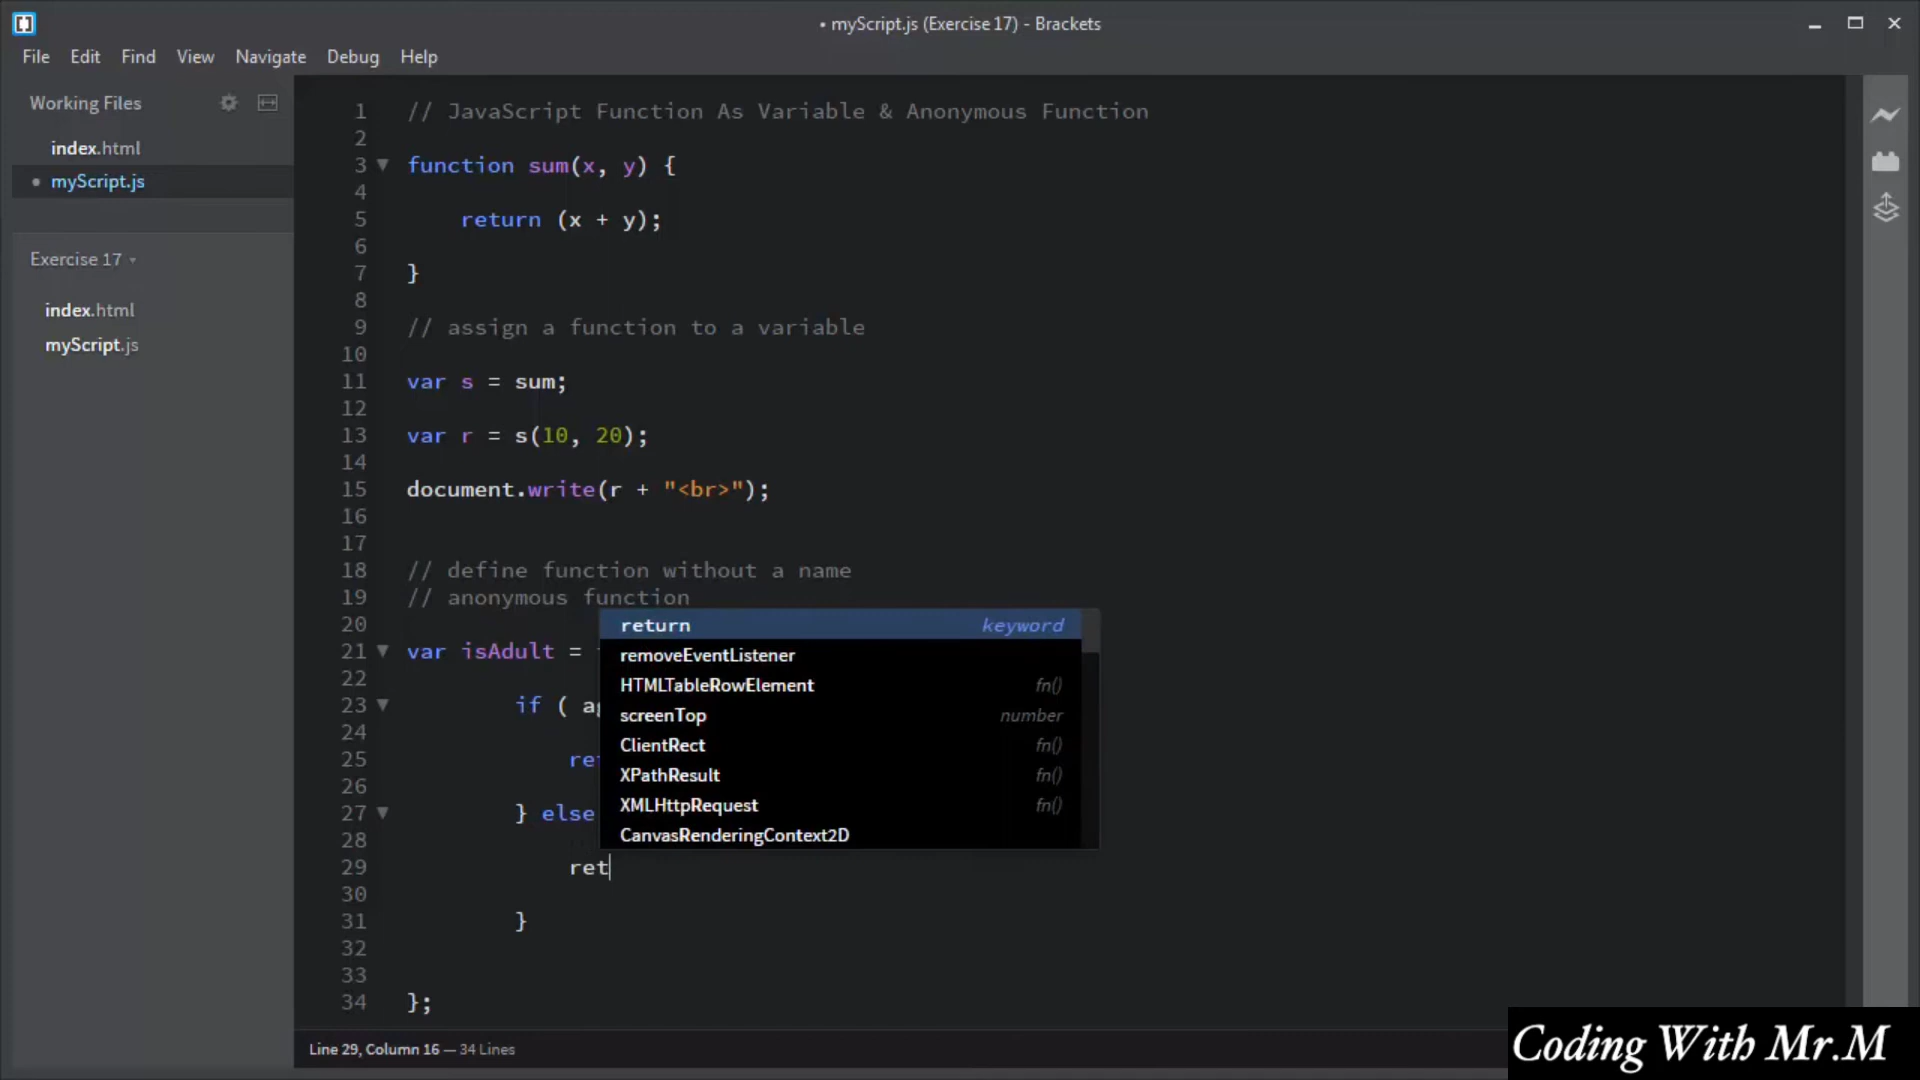 • myScript.js (Exercise 17) - Brackets
File Edit Find View Navigate Debug Help
Working Files
index.html
• myScript.js
Exercise 17
index.html
myScript.js
1 // JavaScript Function As Variable & Anonymous Function
2
3 function sum(x, y) {
4
5 return (x + y);
6
7 }
8
9 // assign a function to a variable
10
11 var s = sum;
12
13 var r = s(10, 20);
14
15 document.write(r + "<br>");
16
17
18 // define function without a name
19 // anonymous function
20
21 var isAdult =
22
23 if (
24
25
26
27 } else
28
29 ret
30
31 }
32
33
34 };
return keyword
removeEventListener
HTMLTableRowElement fn()
screenTop number
ClientRect fn()
XPathResult fn()
XMLHttpRequest fn()
CanvasRenderingContext2D
Line 29, Column 16 — 34 Lines
Coding With Mr.M